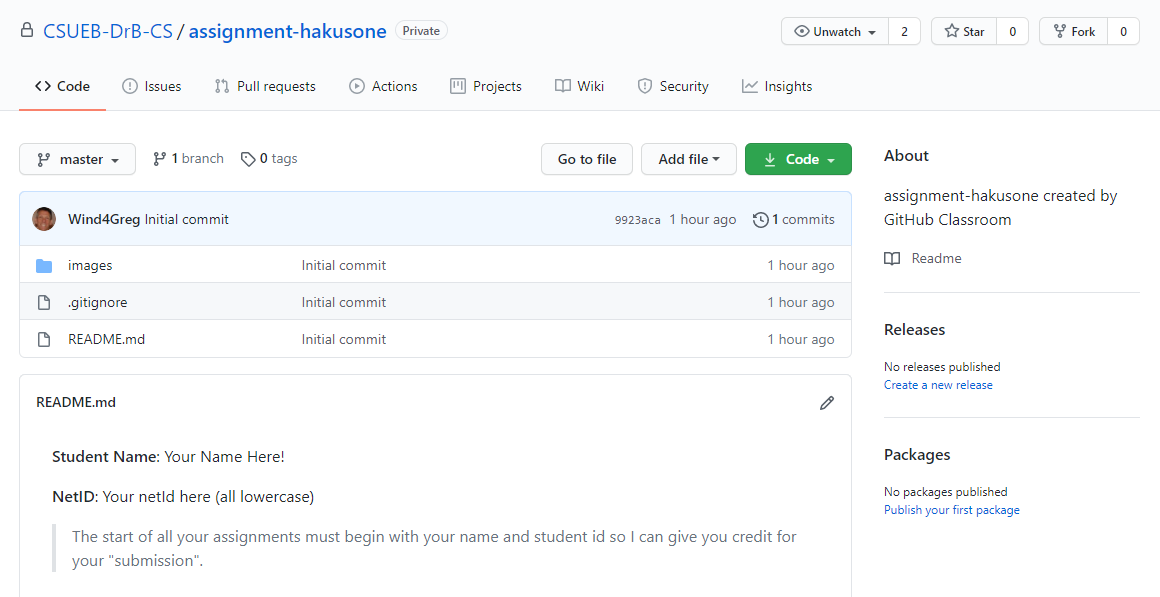 CSUEB-DrB-CS / assignment-hakusone Private Unwatch 2 Star 0 Fork 0
Code Issues Pull requests Actions Projects Wiki Security Insights
master 1 branch 0 tags Go to file Add file Code
Wind4Greg Initial commit 9923aca 1 hour ago 1 commits
images Initial commit 1 hour ago
.gitignore Initial commit 1 hour ago
README.md Initial commit 1 hour ago
README.md
Student Name: Your Name Here!
NetID: Your netId here (all lowercase)
The start of all your assignments must begin with your name and student id so I can give you credit for
your "submission".
About
assignment-hakusone created by
GitHub Classroom
Readme
Releases
No releases published
Create a new release
Packages
No packages published
Publish your first package